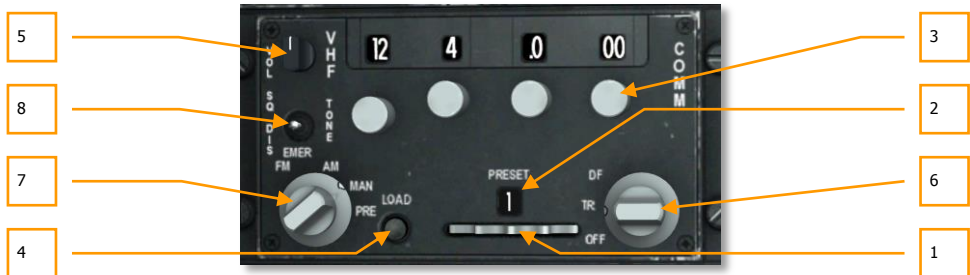 5
8
7
4
VHF
VOL
SQ DIS
TONE
12 4 .0 00
COMM
EMER
FM
AM
MAN
PRE
LOAD
PRESET
1
DF
TR
OFF
3
2
6
1